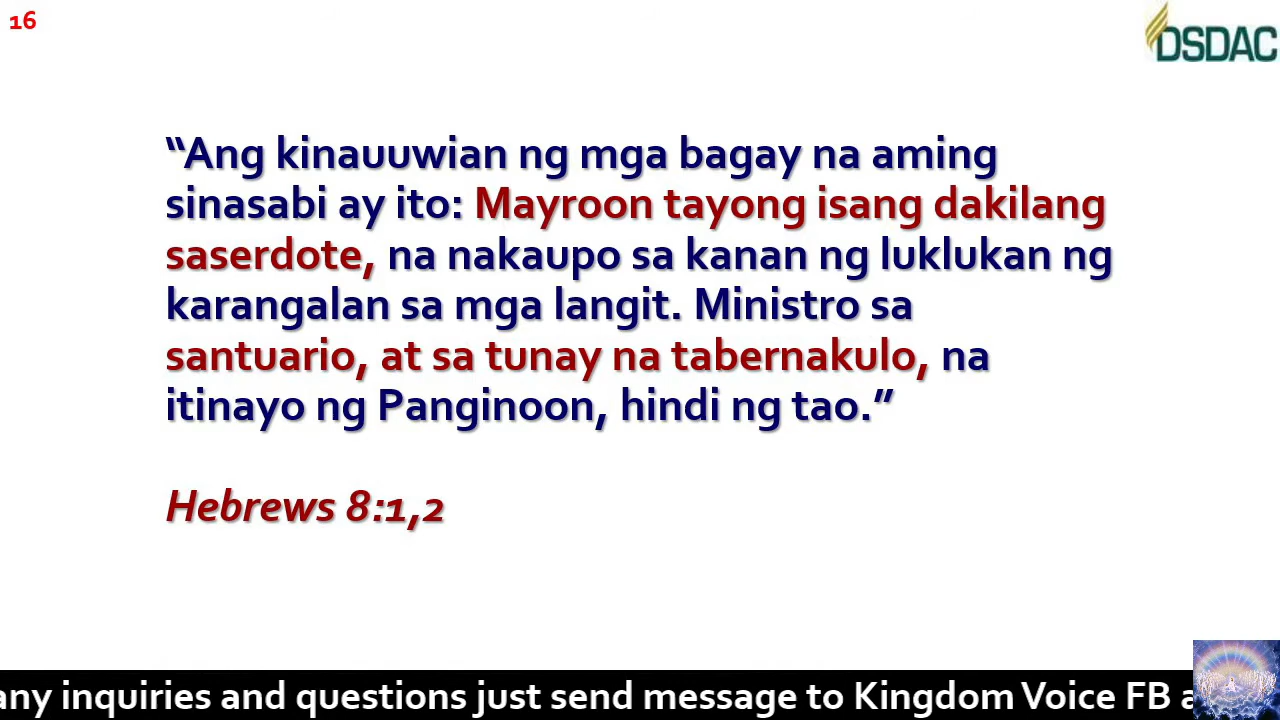 16
DSDAC
“Ang kinauuwian ng mga bagay na aming
sinasabi ay ito: Mayroon tayong isang dakilang
saserdote, na nakaupo sa kanan ng luklukan ng
karangalan sa mga langit. Ministro sa
santuario, at sa tunay na tabernakulo, na
itinayo ng Panginoon, hindi ng tao.”
Hebrews 8:1,2
any inquiries and questions just send message to Kingdom Voice FB a